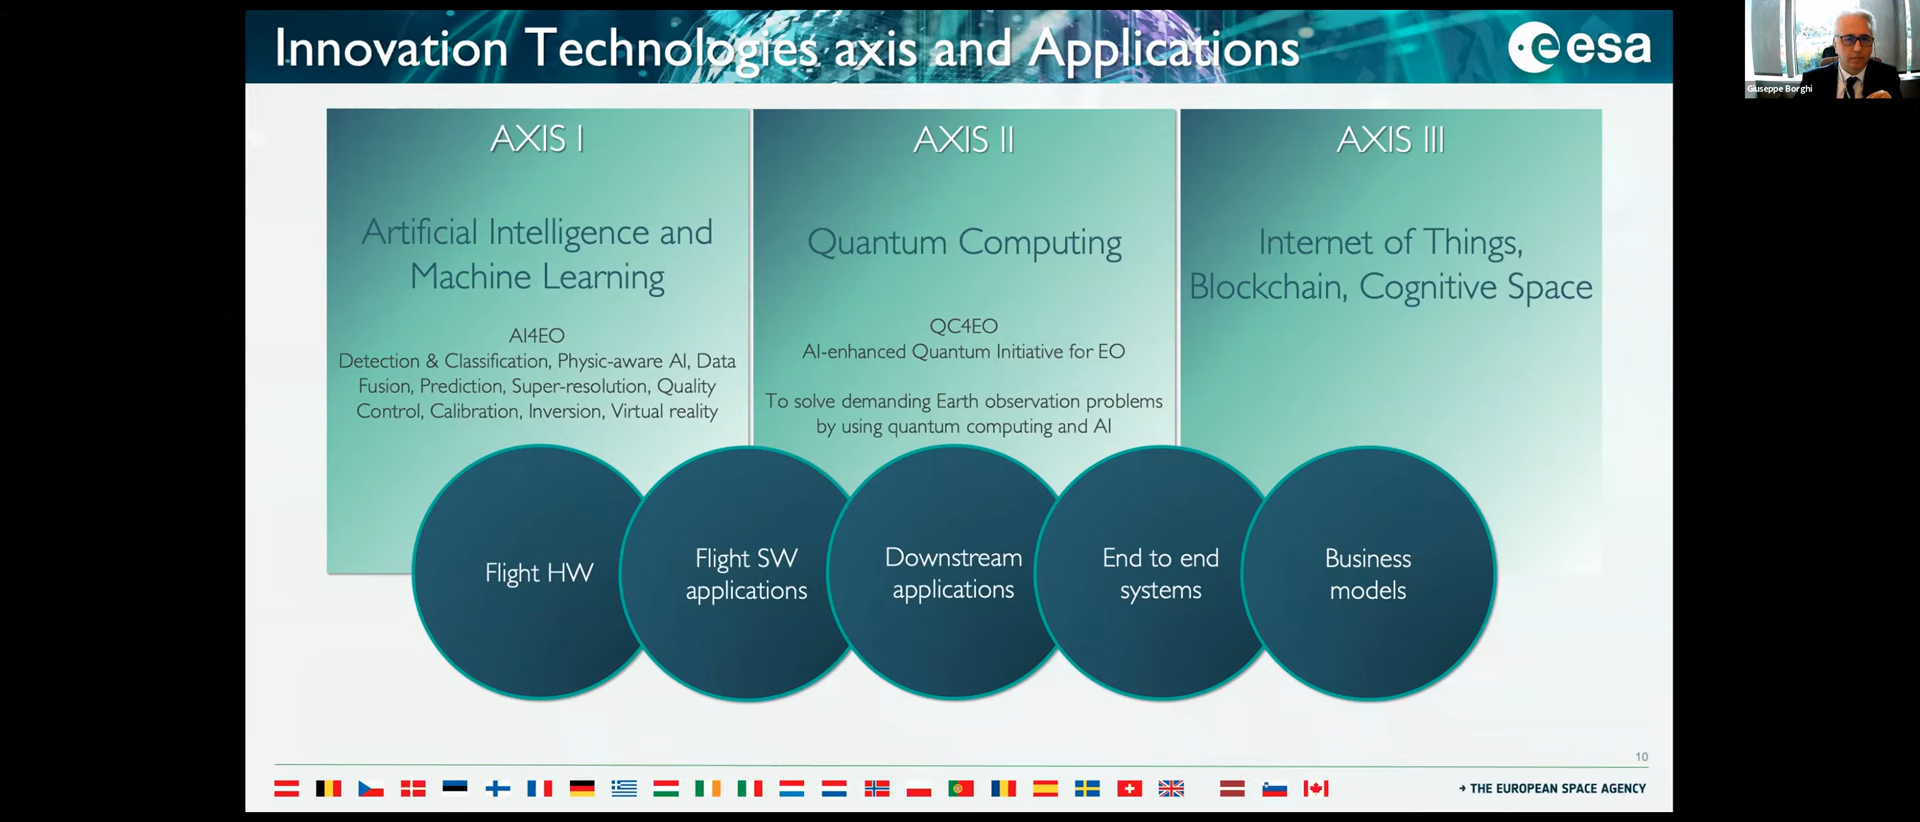 Innovation Technologies axis and Applications
esa
Giuseppe Borghi
AXIS I
Artificial Intelligence and
Machine Learning
AI4EO
Detection & Classification, Physic-aware AI, Data
Fusion, Prediction, Super-resolution, Quality
Control, Calibration, Inversion, Virtual reality
AXIS II
Quantum Computing
QC4EO
AI-enhanced Quantum Initiative for EO
To solve demanding Earth observation problems
by using quantum computing and AI
AXIS III
Internet of Things,
Blockchain, Cognitive Space
Flight HW
Flight SW
applications
Downstream
applications
End to end
systems
Business
models
10
→ THE EUROPEAN SPACE AGENCY